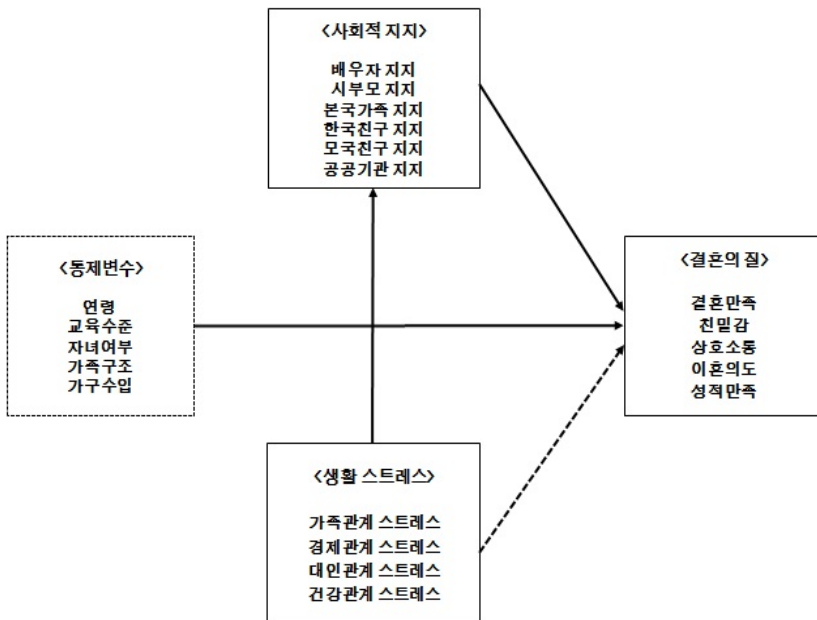 <사회적 지지>
배우자 지지
시부모 지지
본국가족 지지
한국친구 지지
모국친구 지지
공공기관 지지
<통제변수>
연령
교육수준
자녀여부
가족구조
가구수입
<결혼의 질>
결혼만족
친밀감
상호소통
이혼의도
성적만족
<생활 스트레스>
가족관계 스트레스
경제관계 스트레스
대인관계 스트레스
건강관계 스트레스